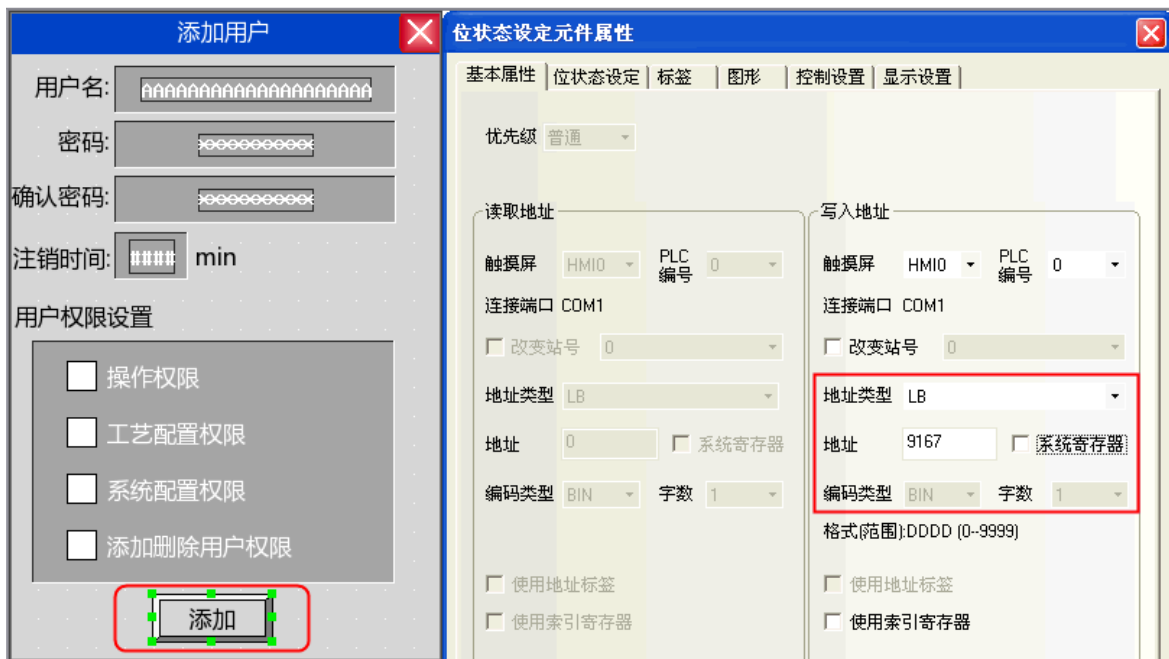 添加用户
用户名: AAAAAAAAAAAAAAAAAAAA
密码: **********
确认密码: **********
注销时间: #### min
用户权限设置
操作权限
工艺配置权限
系统配置权限
添加删除用户权限
添加
位状态设定元件属性
基本属性 位状态设定 标签 图形 控制设置 显示设置
优先级 普通
读取地址
触摸屏 HMI0 PLC编号 0
连接端口 COM1
改变站号 0
地址类型 LB
地址 0 系统寄存器
编码类型 BIN 字数 1
使用地址标签
使用索引寄存器
写入地址
触摸屏 HMI0 PLC编号 0
连接端口 COM1
改变站号 0
地址类型 LB
地址 9167 系统寄存器
编码类型 BIN 字数 1
格式(范围):DDDD (0--9999)
使用地址标签
使用索引寄存器